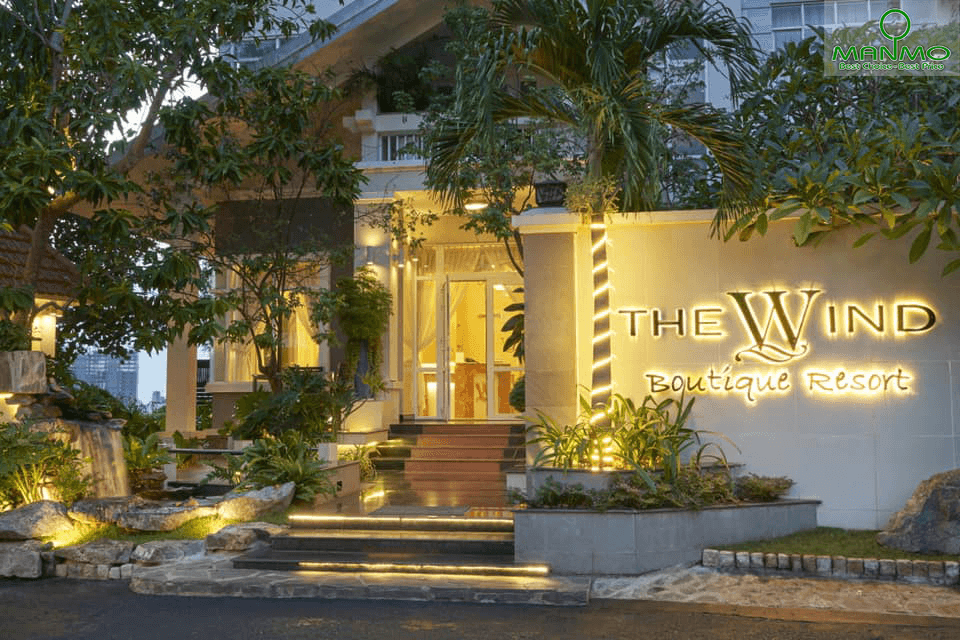 MANMO
Best Choice-Best Price
THE WIND
Boutique Resort